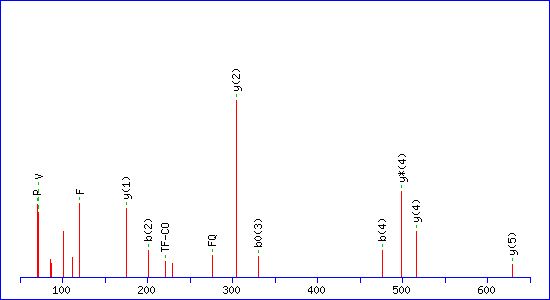 R
V
F
y(1)
b(2)
TF-CO
FQ
y(2)
b0(3)
b(4)
y*(4)
y(4)
y(5)
100
200
300
400
500
600